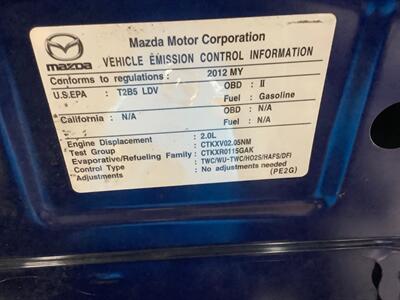 Mazda Motor Corporation
mazda VEHICLE EMISSION CONTROL INFORMATION
Conforms to regulations: 2012 MY
U.S.EPA : T2B5 LDV OBD : II
Fuel : Gasoline
California : N/A OBD : N/A
Fuel : N/A
Engine Displacement : 2.0L
Test Group : CTKXV02.05NM
Evaporative/Refueling Family : CTKXR0115GAK
Control Type : TWC/WU-TWC/HO2S/HAFS/DFI
Adjustments : No adjustments needed
(PE2G)